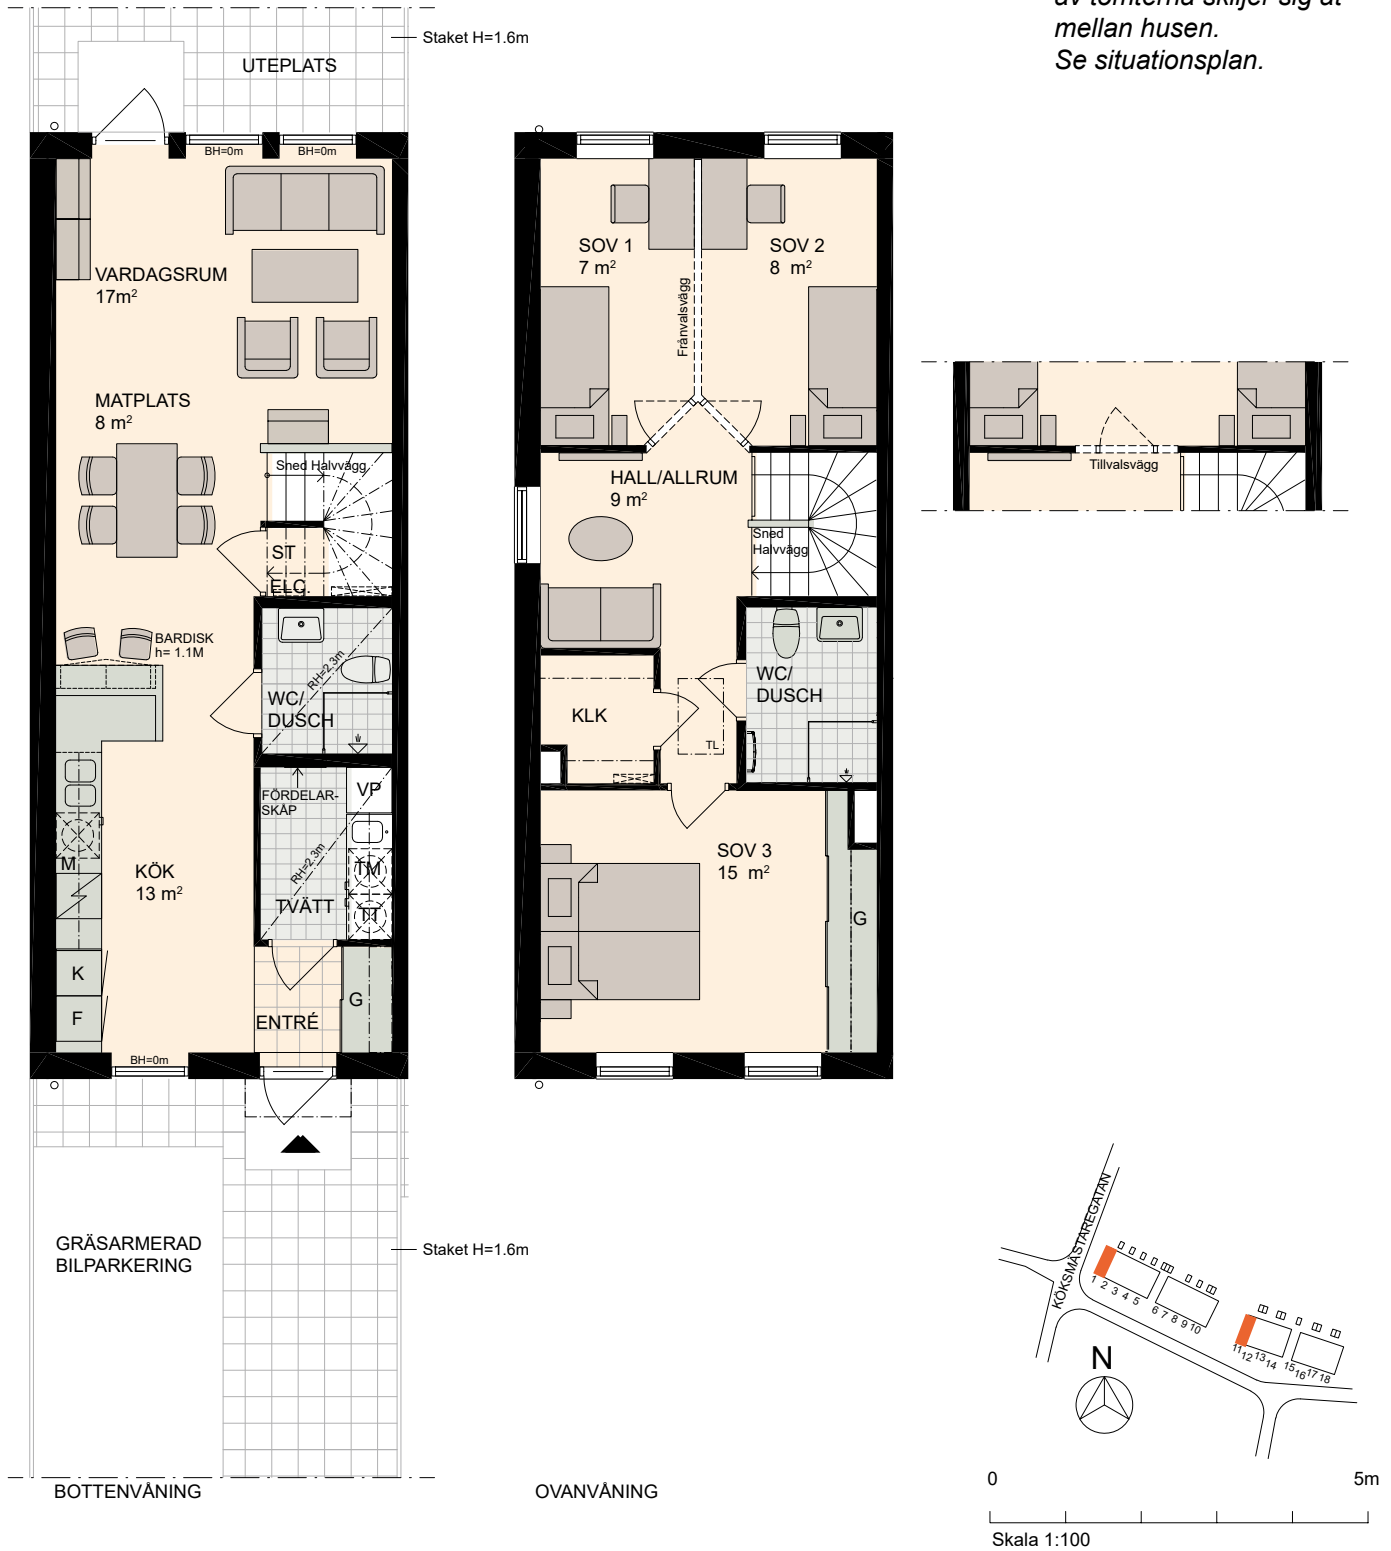 av tomterna skiljer sig åt
mellan husen.
Se situationsplan.
Staket H=1.6m
UTEPLATS
BH=0m
BH=0m
VARDAGSRUM
17m²
MATPLATS
8 m²
Sned Halvvägg
ST
ELC.
BARDISK
h= 1.1M
RH=2.3m
WC/
DUSCH
FÖRDELAR-
SKÅP
VP
RH=2.3m
TM
TT
TVÄTT
M
KÖK
13 m²
K
F
G
ENTRÉ
BH=0m
GRÄSARMERAD
BILPARKERING
Staket H=1.6m
BOTTENVÅNING
SOV 1
7 m²
SOV 2
8 m²
Frånvalsvägg
HALL/ALLRUM
9 m²
Sned
Halvvägg
WC/
DUSCH
KLK
TL
SOV 3
15 m²
G
OVANVÅNING
Tillvalsvägg
KÖKSMÄSTAREGATAN
1 2 3 4 5
6 7 8 9 10
11 12 13 14
15 16 17 18
N
0 5m
Skala 1:100